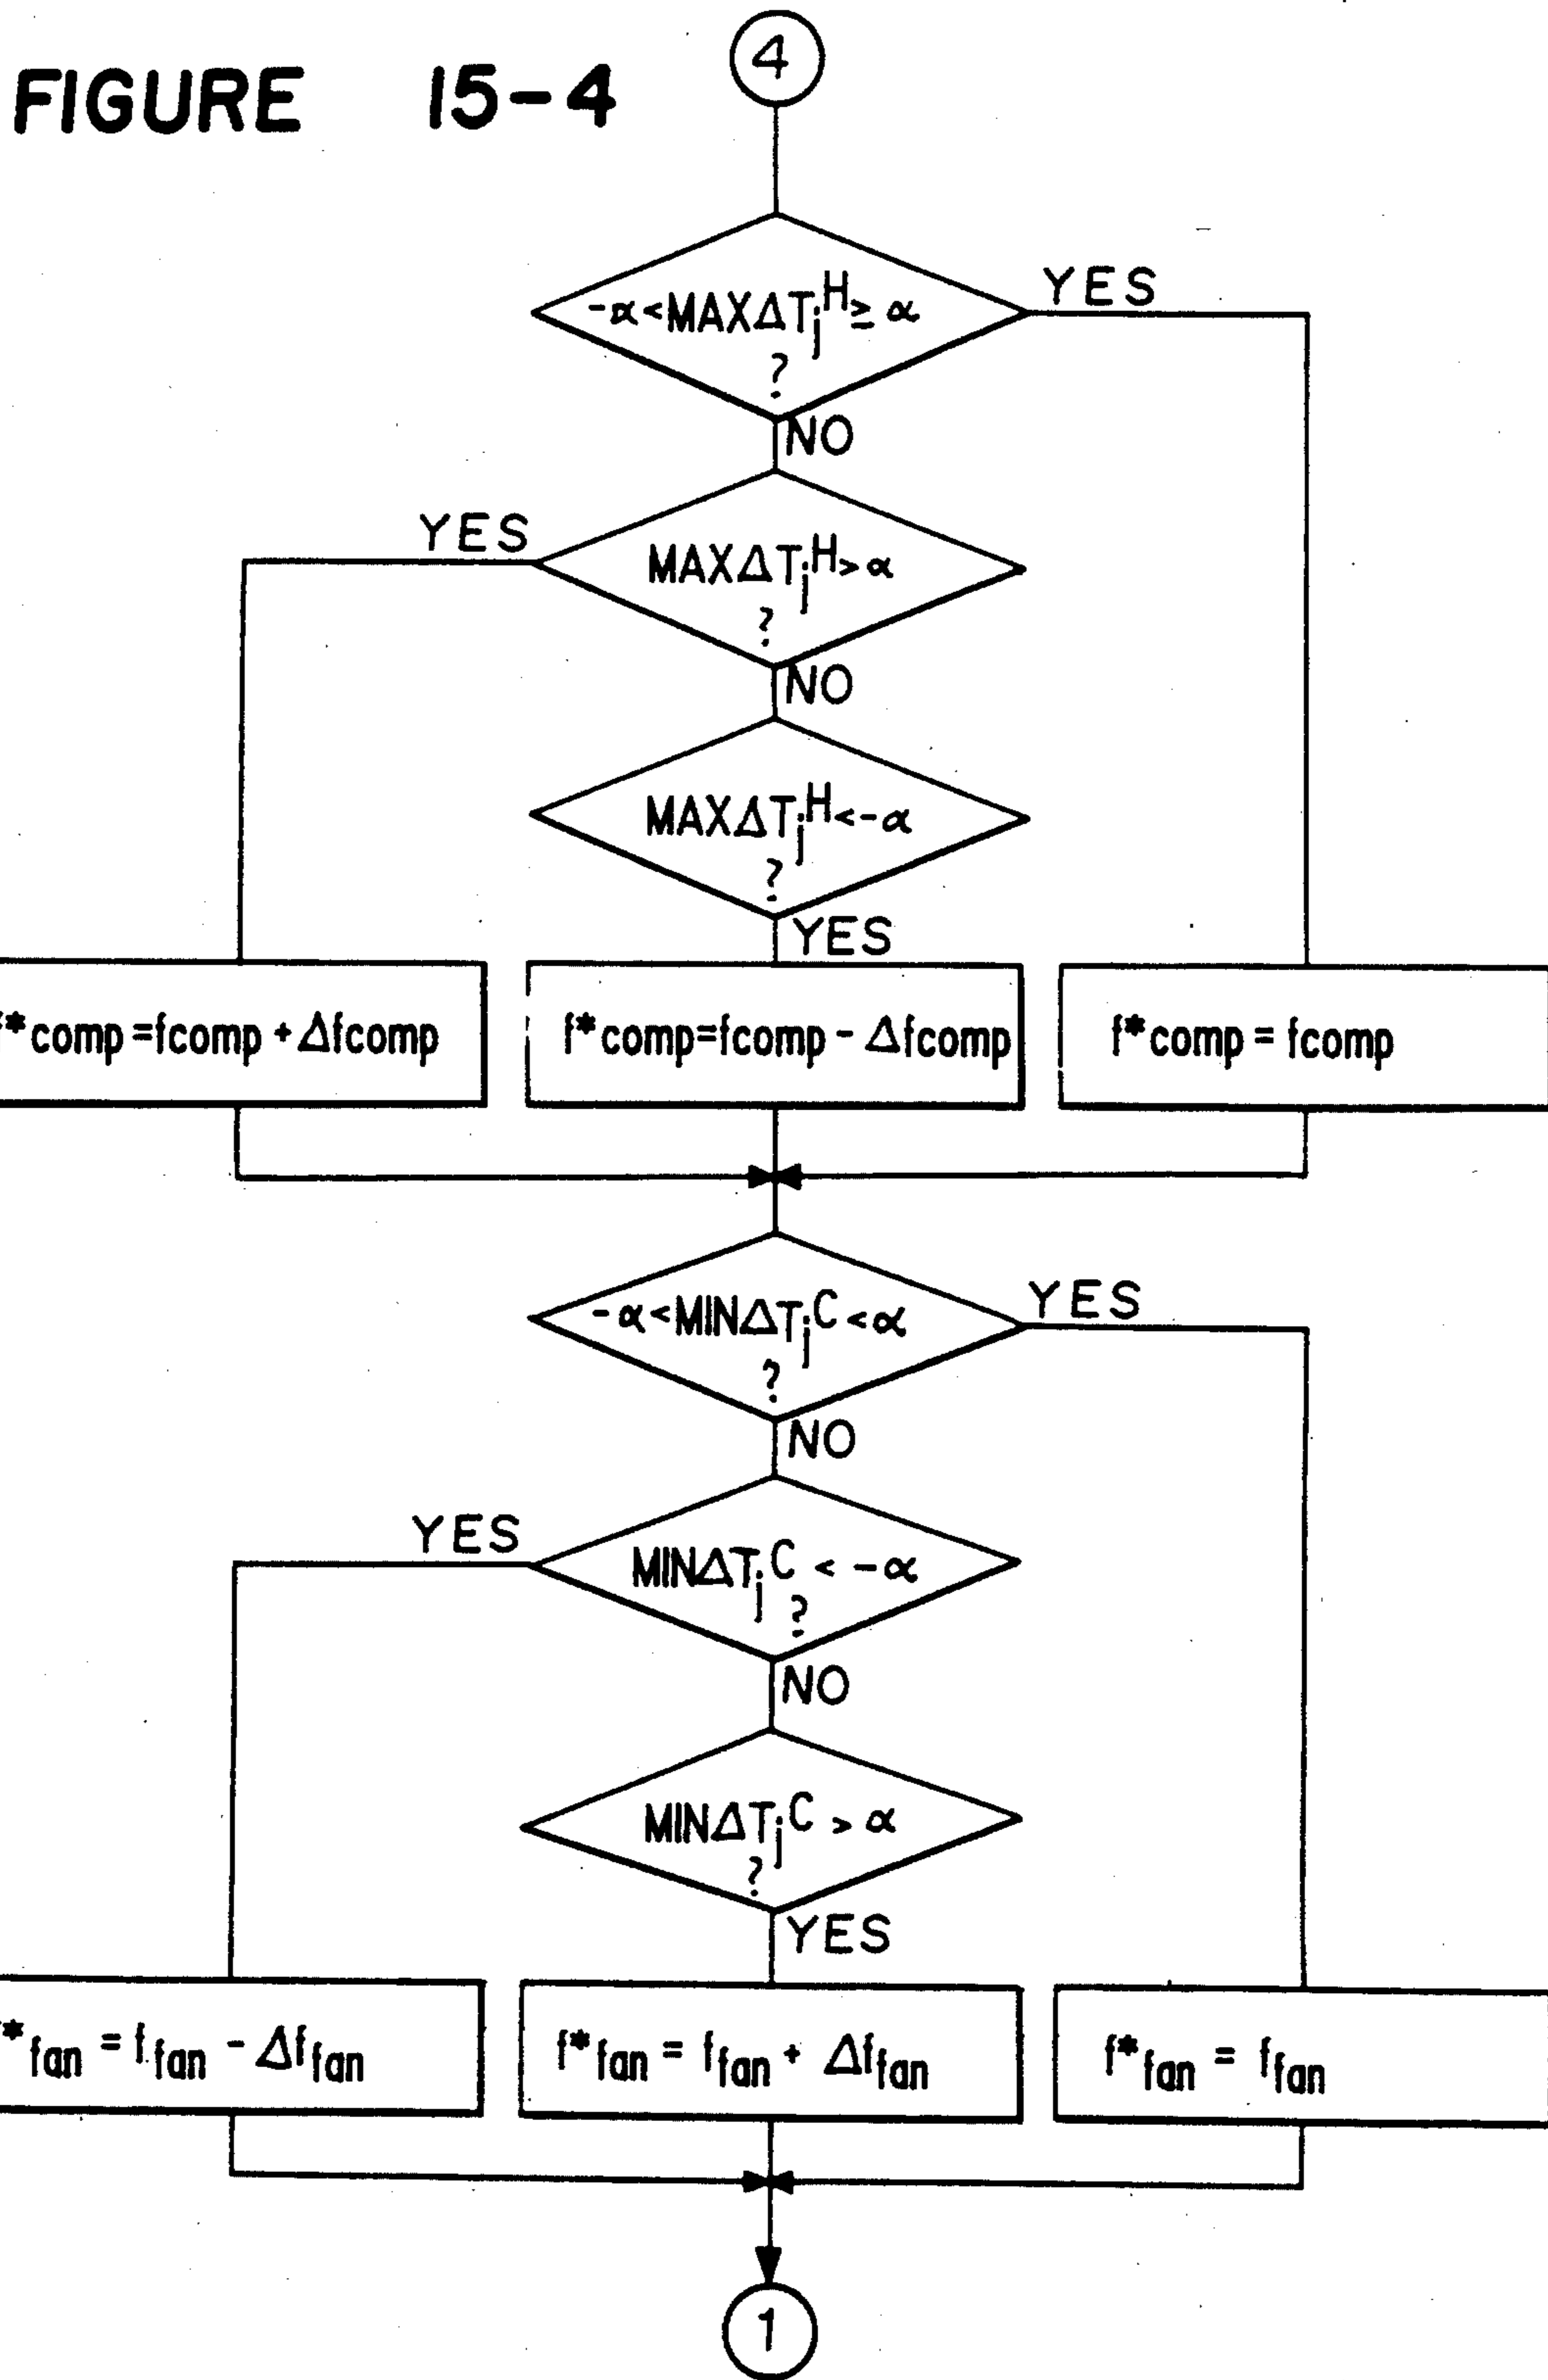 FIGURE 15-4
4
-α<MAXΔTjH≥α
?
YES
NO
YES
MAXΔTjH>α
?
NO
MAXΔTjH<-α
?
YES
f*comp=fcomp+Δfcomp
f*comp=fcomp-Δfcomp
f*comp = fcomp
-α<MINΔTjC<α
?
YES
NO
YES
MINΔTjC < -α
?
NO
MINΔTjC > α
?
YES
*fan = ffan - Δffan
f*fan = ffan + Δffan
f*fan = ffan
1